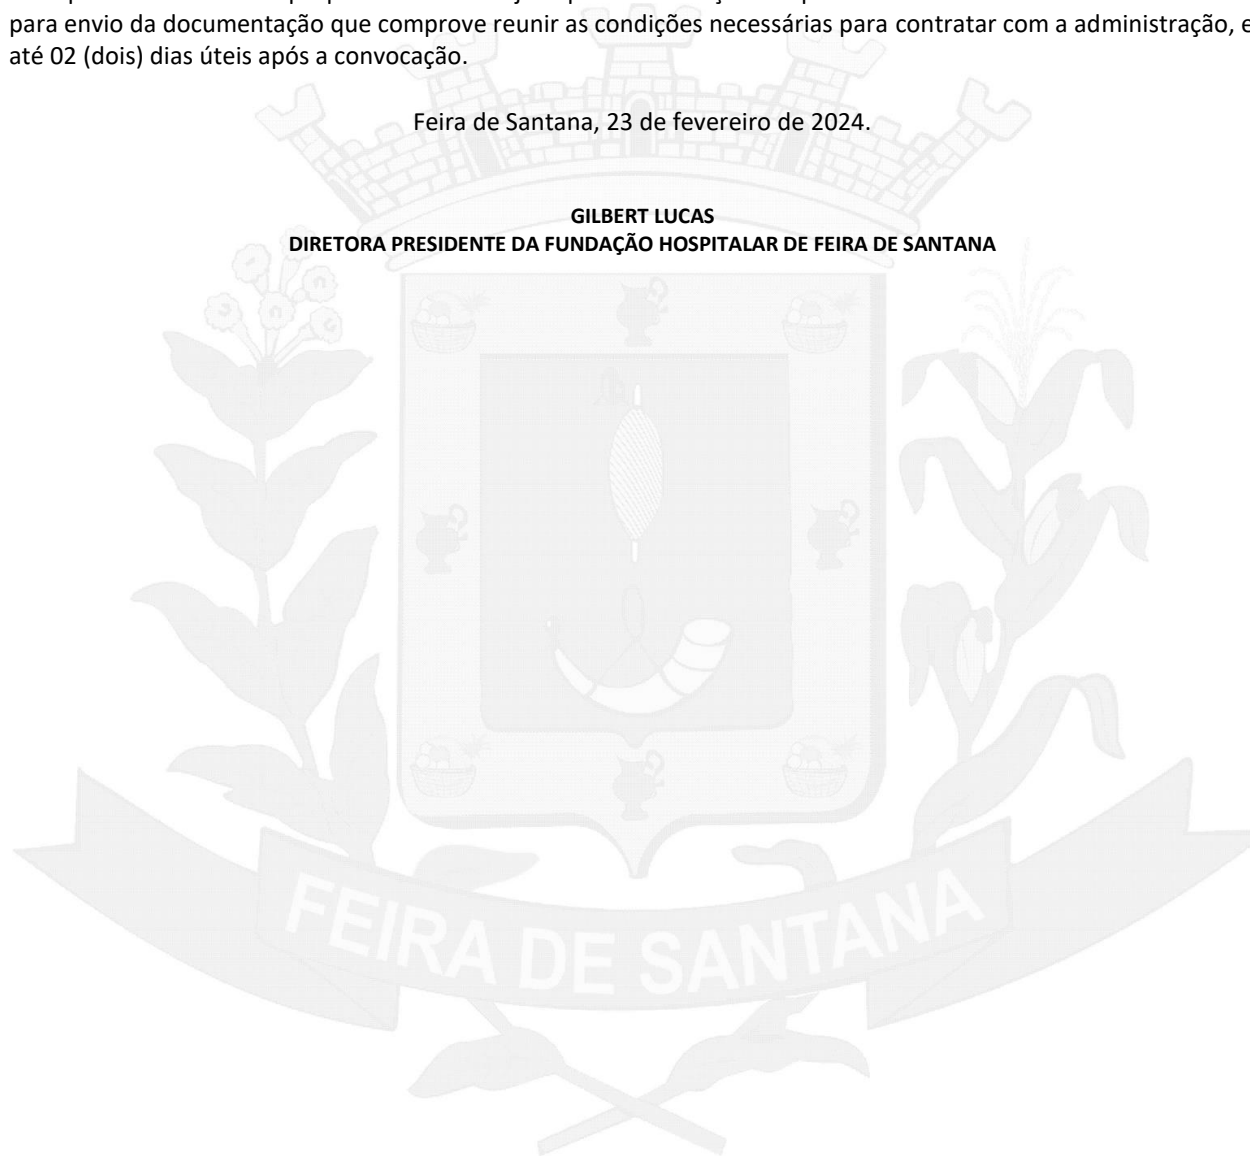 para envio da documentação que comprove reunir as condições necessárias para contratar com a administração, e
até 02 (dois) dias úteis após a convocação.
Feira de Santana, 23 de fevereiro de 2024.
GILBERT LUCAS
DIRETORA PRESIDENTE DA FUNDAÇÃO HOSPITALAR DE FEIRA DE SANTANA
FEIRA DE SANTANA